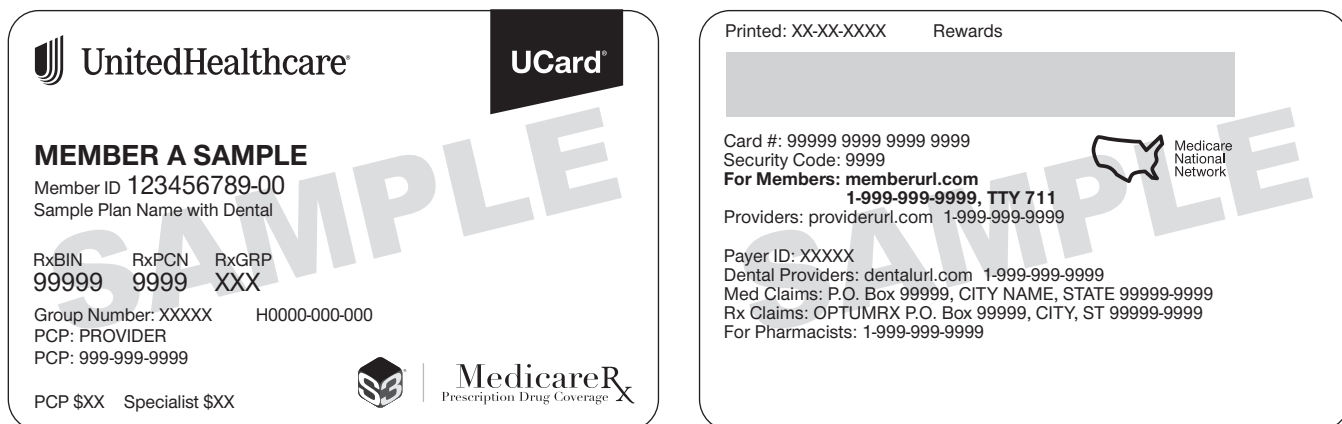 UnitedHealthcare®
UCard®
MEMBER A SAMPLE
Member ID 123456789-00
Sample Plan Name with Dental
RxBIN RxPCN RxGRP
99999 9999 XXX
Group Number: XXXXX H0000-000-000
PCP: PROVIDER
PCP: 999-999-9999
PCP $XX Specialist $XX
S3
MedicareRx
Prescription Drug Coverage
SAMPLE
Printed: XX-XX-XXXX Rewards
Card #: 99999 9999 9999 9999
Security Code: 9999
For Members: memberurl.com
1-999-999-9999, TTY 711
Providers: providerurl.com 1-999-999-9999
Medicare
National
Network
Payer ID: XXXXX
Dental Providers: dentalurl.com 1-999-999-9999
Med Claims: P.O. Box 99999, CITY NAME, STATE 99999-9999
Rx Claims: OPTUMRX P.O. Box 99999, CITY, ST 99999-9999
For Pharmacists: 1-999-999-9999
SAMPLE